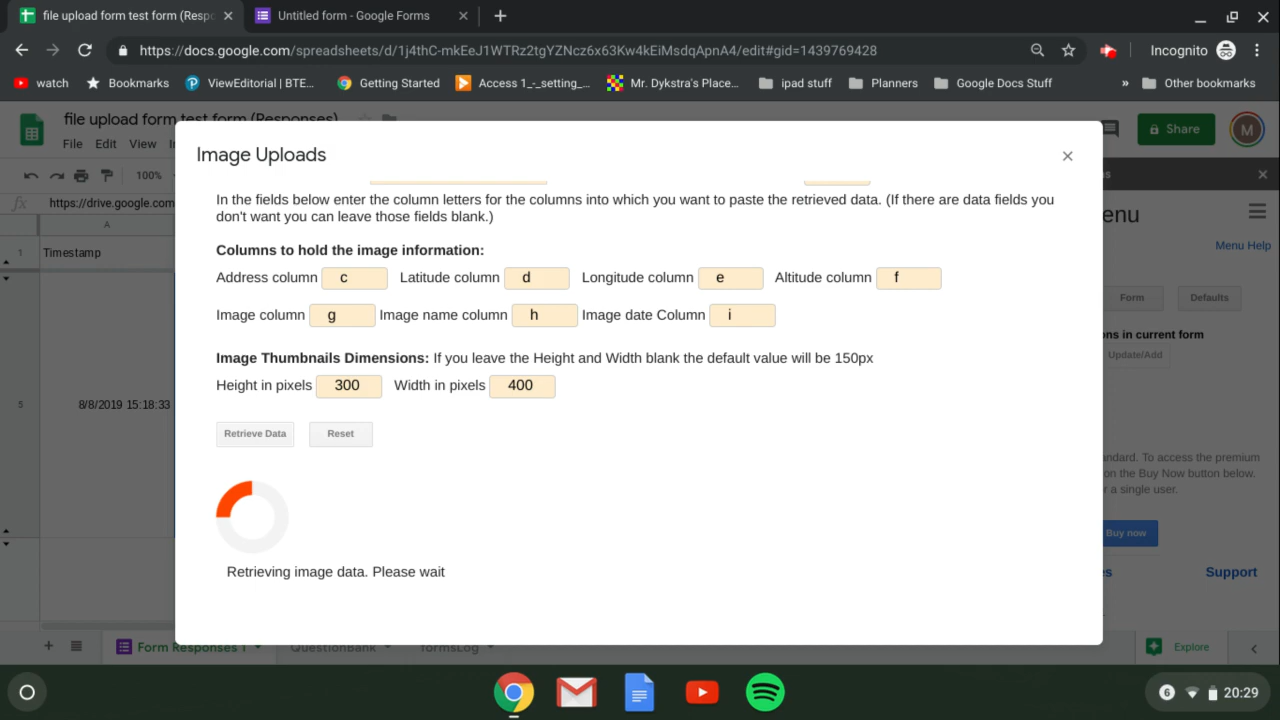 file upload form test form (Respo
Untitled form - Google Forms
https://docs.google.com/spreadsheets/d/1j4thC-mkEeJ1WTRz2tgYZNcz6x63Kw4kEiMsdqApnA4/edit#gid=1439769428
Incognito
watch
Bookmarks
ViewEditorial | BTE...
Getting Started
Access 1_-_setting_...
Mr. Dykstra's Place...
ipad stuff
Planners
Google Docs Stuff
»
Other bookmarks
file upload form test form (Responses)
File Edit View
Share
M
100%
fx
https://drive.google.com
A
1 Timestamp
5 8/8/2019 15:18:33
Image Uploads
In the fields below enter the column letters for the columns into which you want to paste the retrieved data. (If there are data fields you
don't want you can leave those fields blank.)
Columns to hold the image information:
Address column c Latitude column d Longitude column e Altitude column f
Image column g Image name column h Image date Column i
Image Thumbnails Dimensions: If you leave the Height and Width blank the default value will be 150px
Height in pixels 300 Width in pixels 400
Retrieve Data Reset
Retrieving image data. Please wait
enu
Menu Help
Form Defaults
ons in current form
Update/Add
andard. To access the premium
on the Buy Now button below.
r a single user.
Buy now
es Support
Form Responses 1
QuestionBank
formsLog
Explore
6 20:29